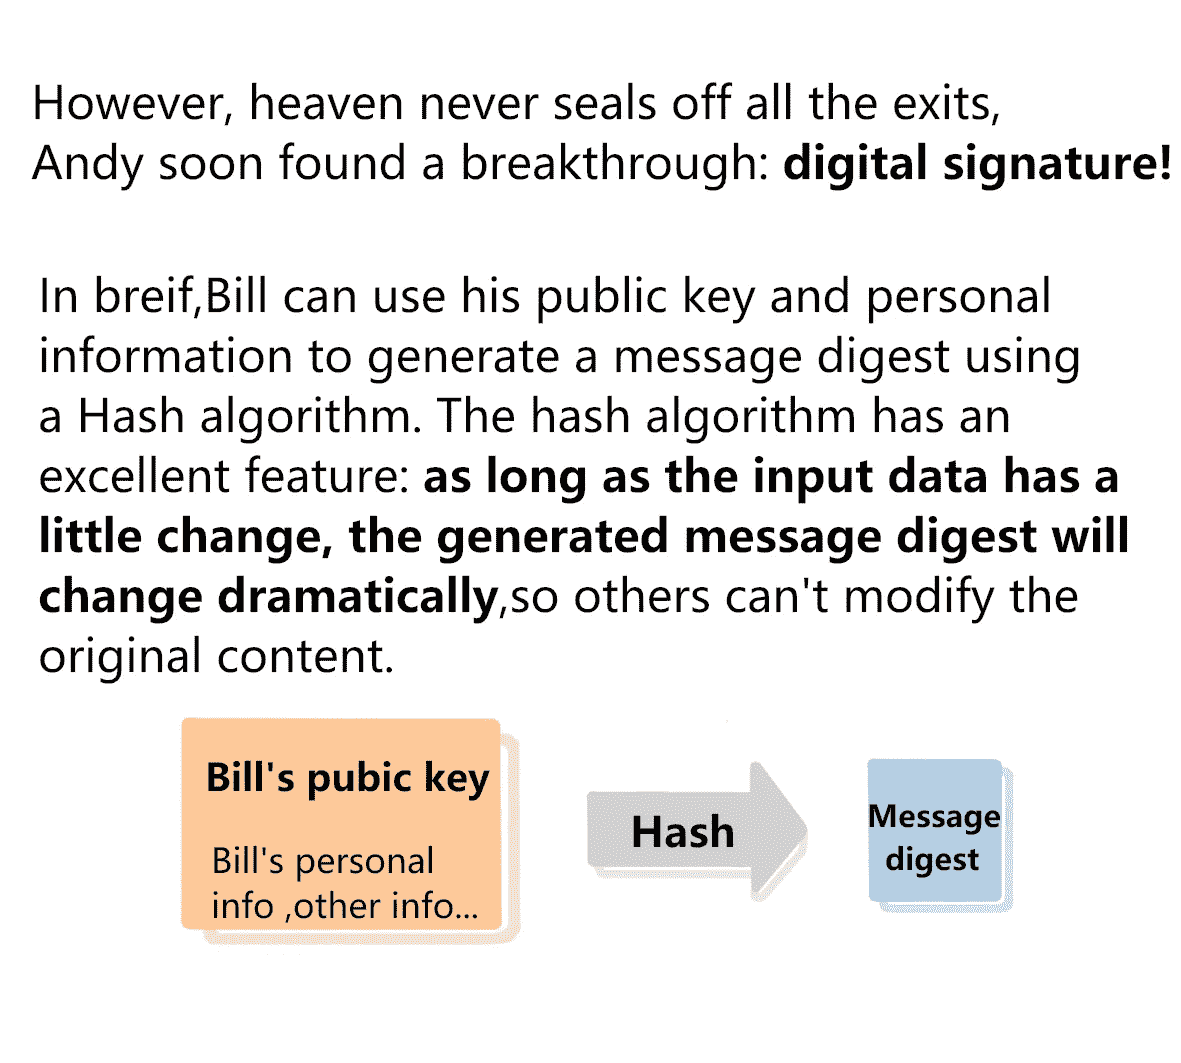 However, heaven never seals off all the exits,
Andy soon found a breakthrough: digital signature!
In breif,Bill can use his public key and personal
information to generate a message digest using
a Hash algorithm. The hash algorithm has an
excellent feature: as long as the input data has a
little change, the generated message digest will
change dramatically,so others can't modify the
original content.
Bill's pubic key
Bill's personal
info ,other info...
Hash
Message
digest